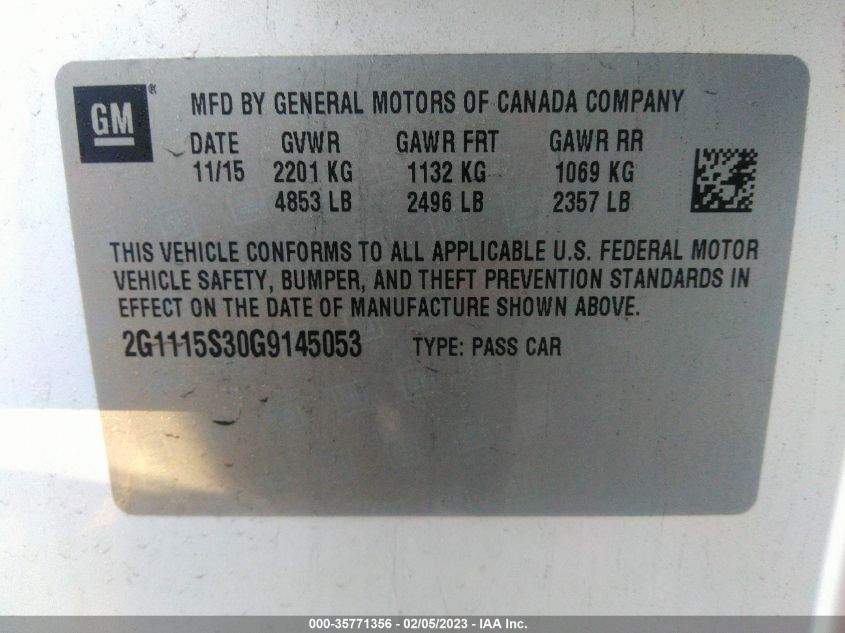 GM®
MFD BY GENERAL MOTORS OF CANADA COMPANY
DATE GVWR GAWR FRT GAWR RR
11/15 2201 KG 1132 KG 1069 KG
4853 LB 2496 LB 2357 LB
THIS VEHICLE CONFORMS TO ALL APPLICABLE U.S. FEDERAL MOTOR
VEHICLE SAFETY, BUMPER, AND THEFT PREVENTION STANDARDS IN
EFFECT ON THE DATE OF MANUFACTURE SHOWN ABOVE.
2G1115S30G9145053 TYPE: PASS CAR
000-35771356 - 02/05/2023 - IAA Inc.